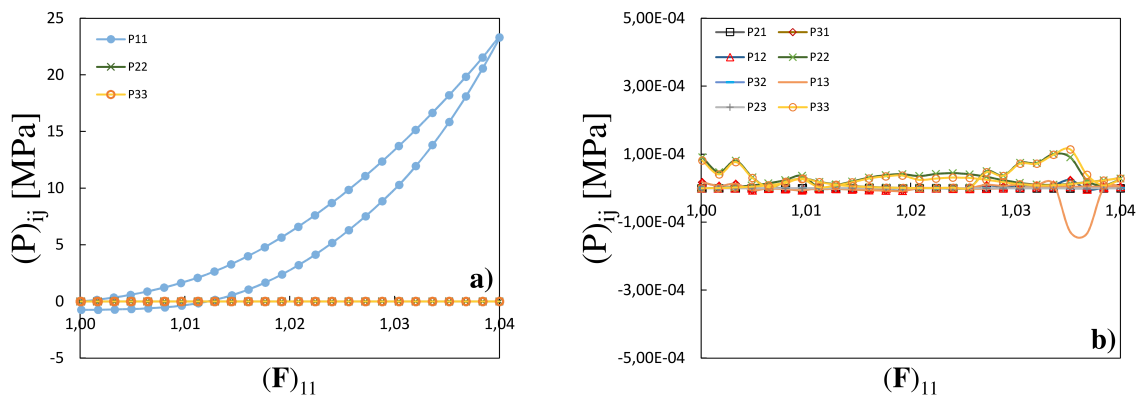 25
20
15
10
5
0
-5
P11
P22
P33
1,00
1,01
1,02
1,03
1,04
(P)ij [MPa]
(F)11
a)
5,00E-04
3,00E-04
1,00E-04
-1,00E-04
-3,00E-04
-5,00E-04
P21 P31
P12 P22
P32 P13
P23 P33
1,00
1,01
1,02
1,03
1,04
(P)ij [MPa]
(F)11
b)